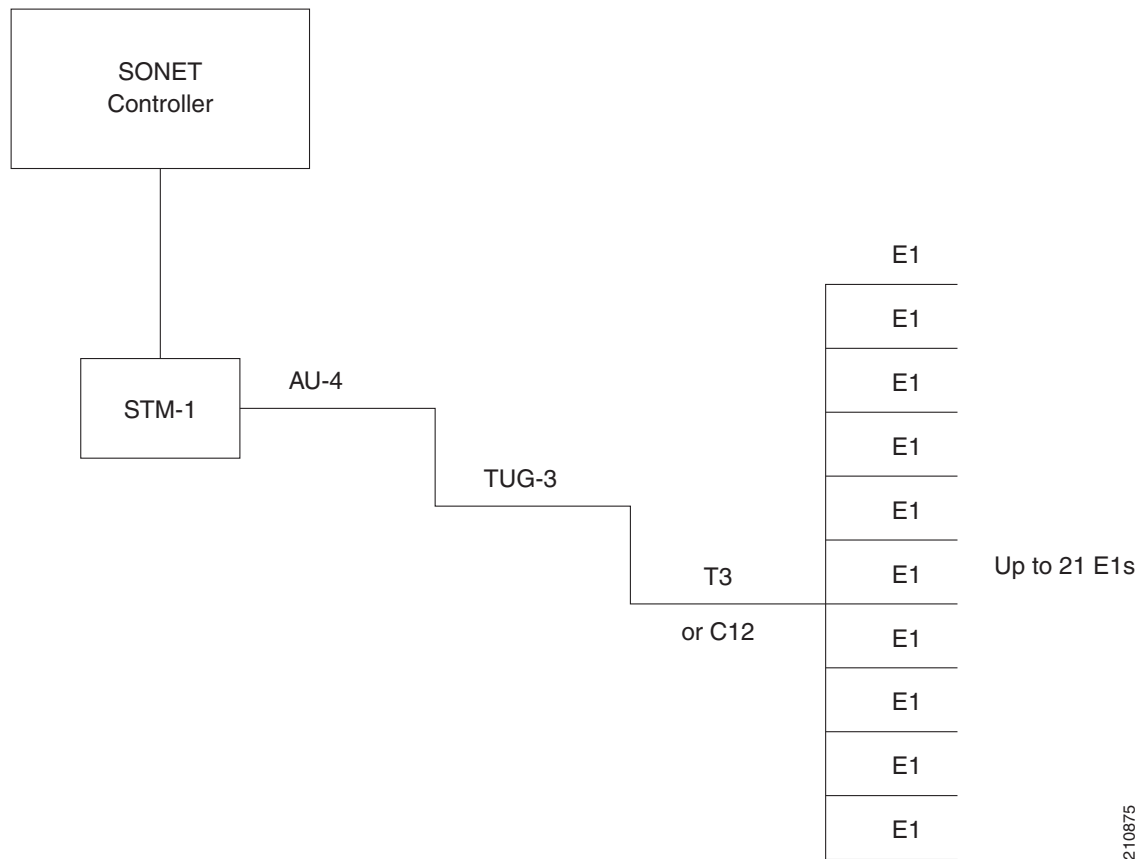 SONET
Controller
STM-1
AU-4
TUG-3
T3
or C12
E1
E1
E1
E1
E1
E1
E1
E1
E1
E1
Up to 21 E1s
210875